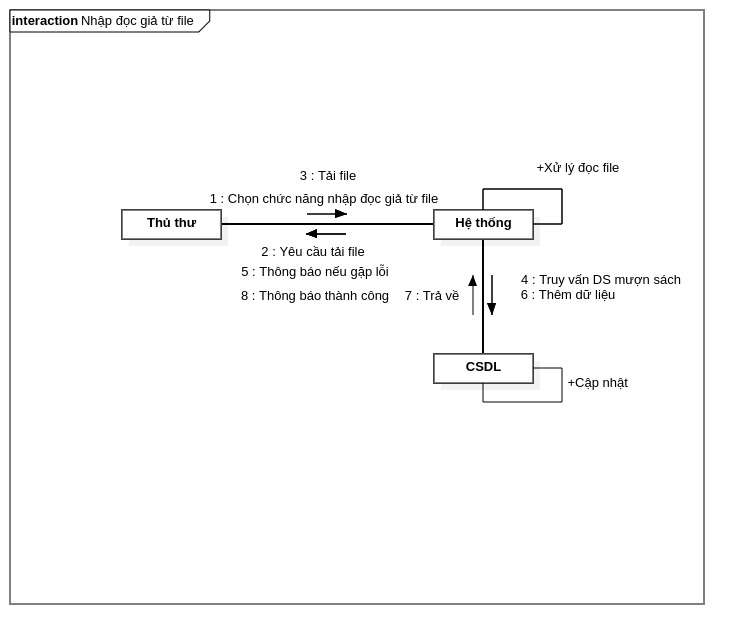 interaction Nhập đọc giả từ file
+Xử lý đọc file
3 : Tải file
1 : Chọn chức năng nhập đọc giả từ file
Thủ thư
Hệ thống
2 : Yêu cầu tải file
5 : Thông báo nếu gặp lỗi
8 : Thông báo thành công
7 : Trả về
4 : Truy vấn DS mượn sách
6 : Thêm dữ liệu
CSDL
+Cập nhật